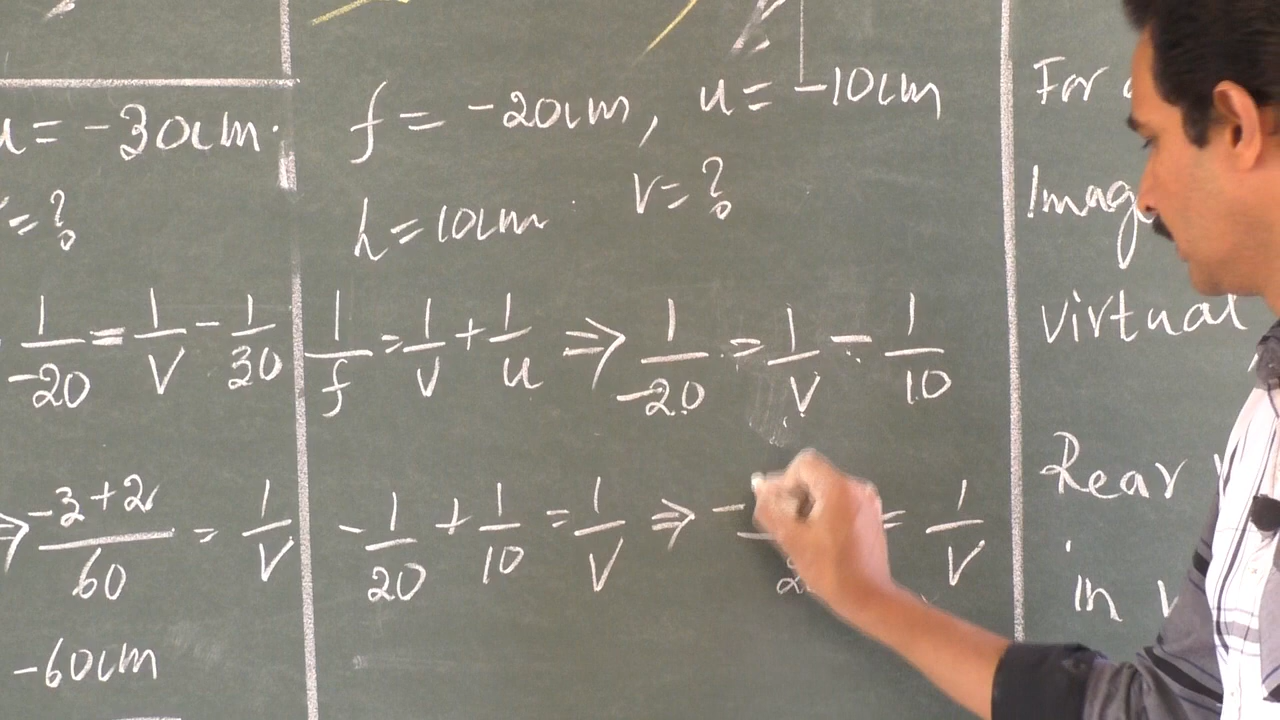 u = -30cm.
v = ?
1/-20 = 1/v - 1/30
⇒ -3+2/60 = 1/v
-60cm
f = -20cm, u = -10cm
h = 10cm v = ?
1/f = 1/v + 1/u ⇒ 1/-20 = 1/v - 1/10
-1/20 + 1/10 = 1/v ⇒ - = 1/v
For
Image
virtual
Rear
in